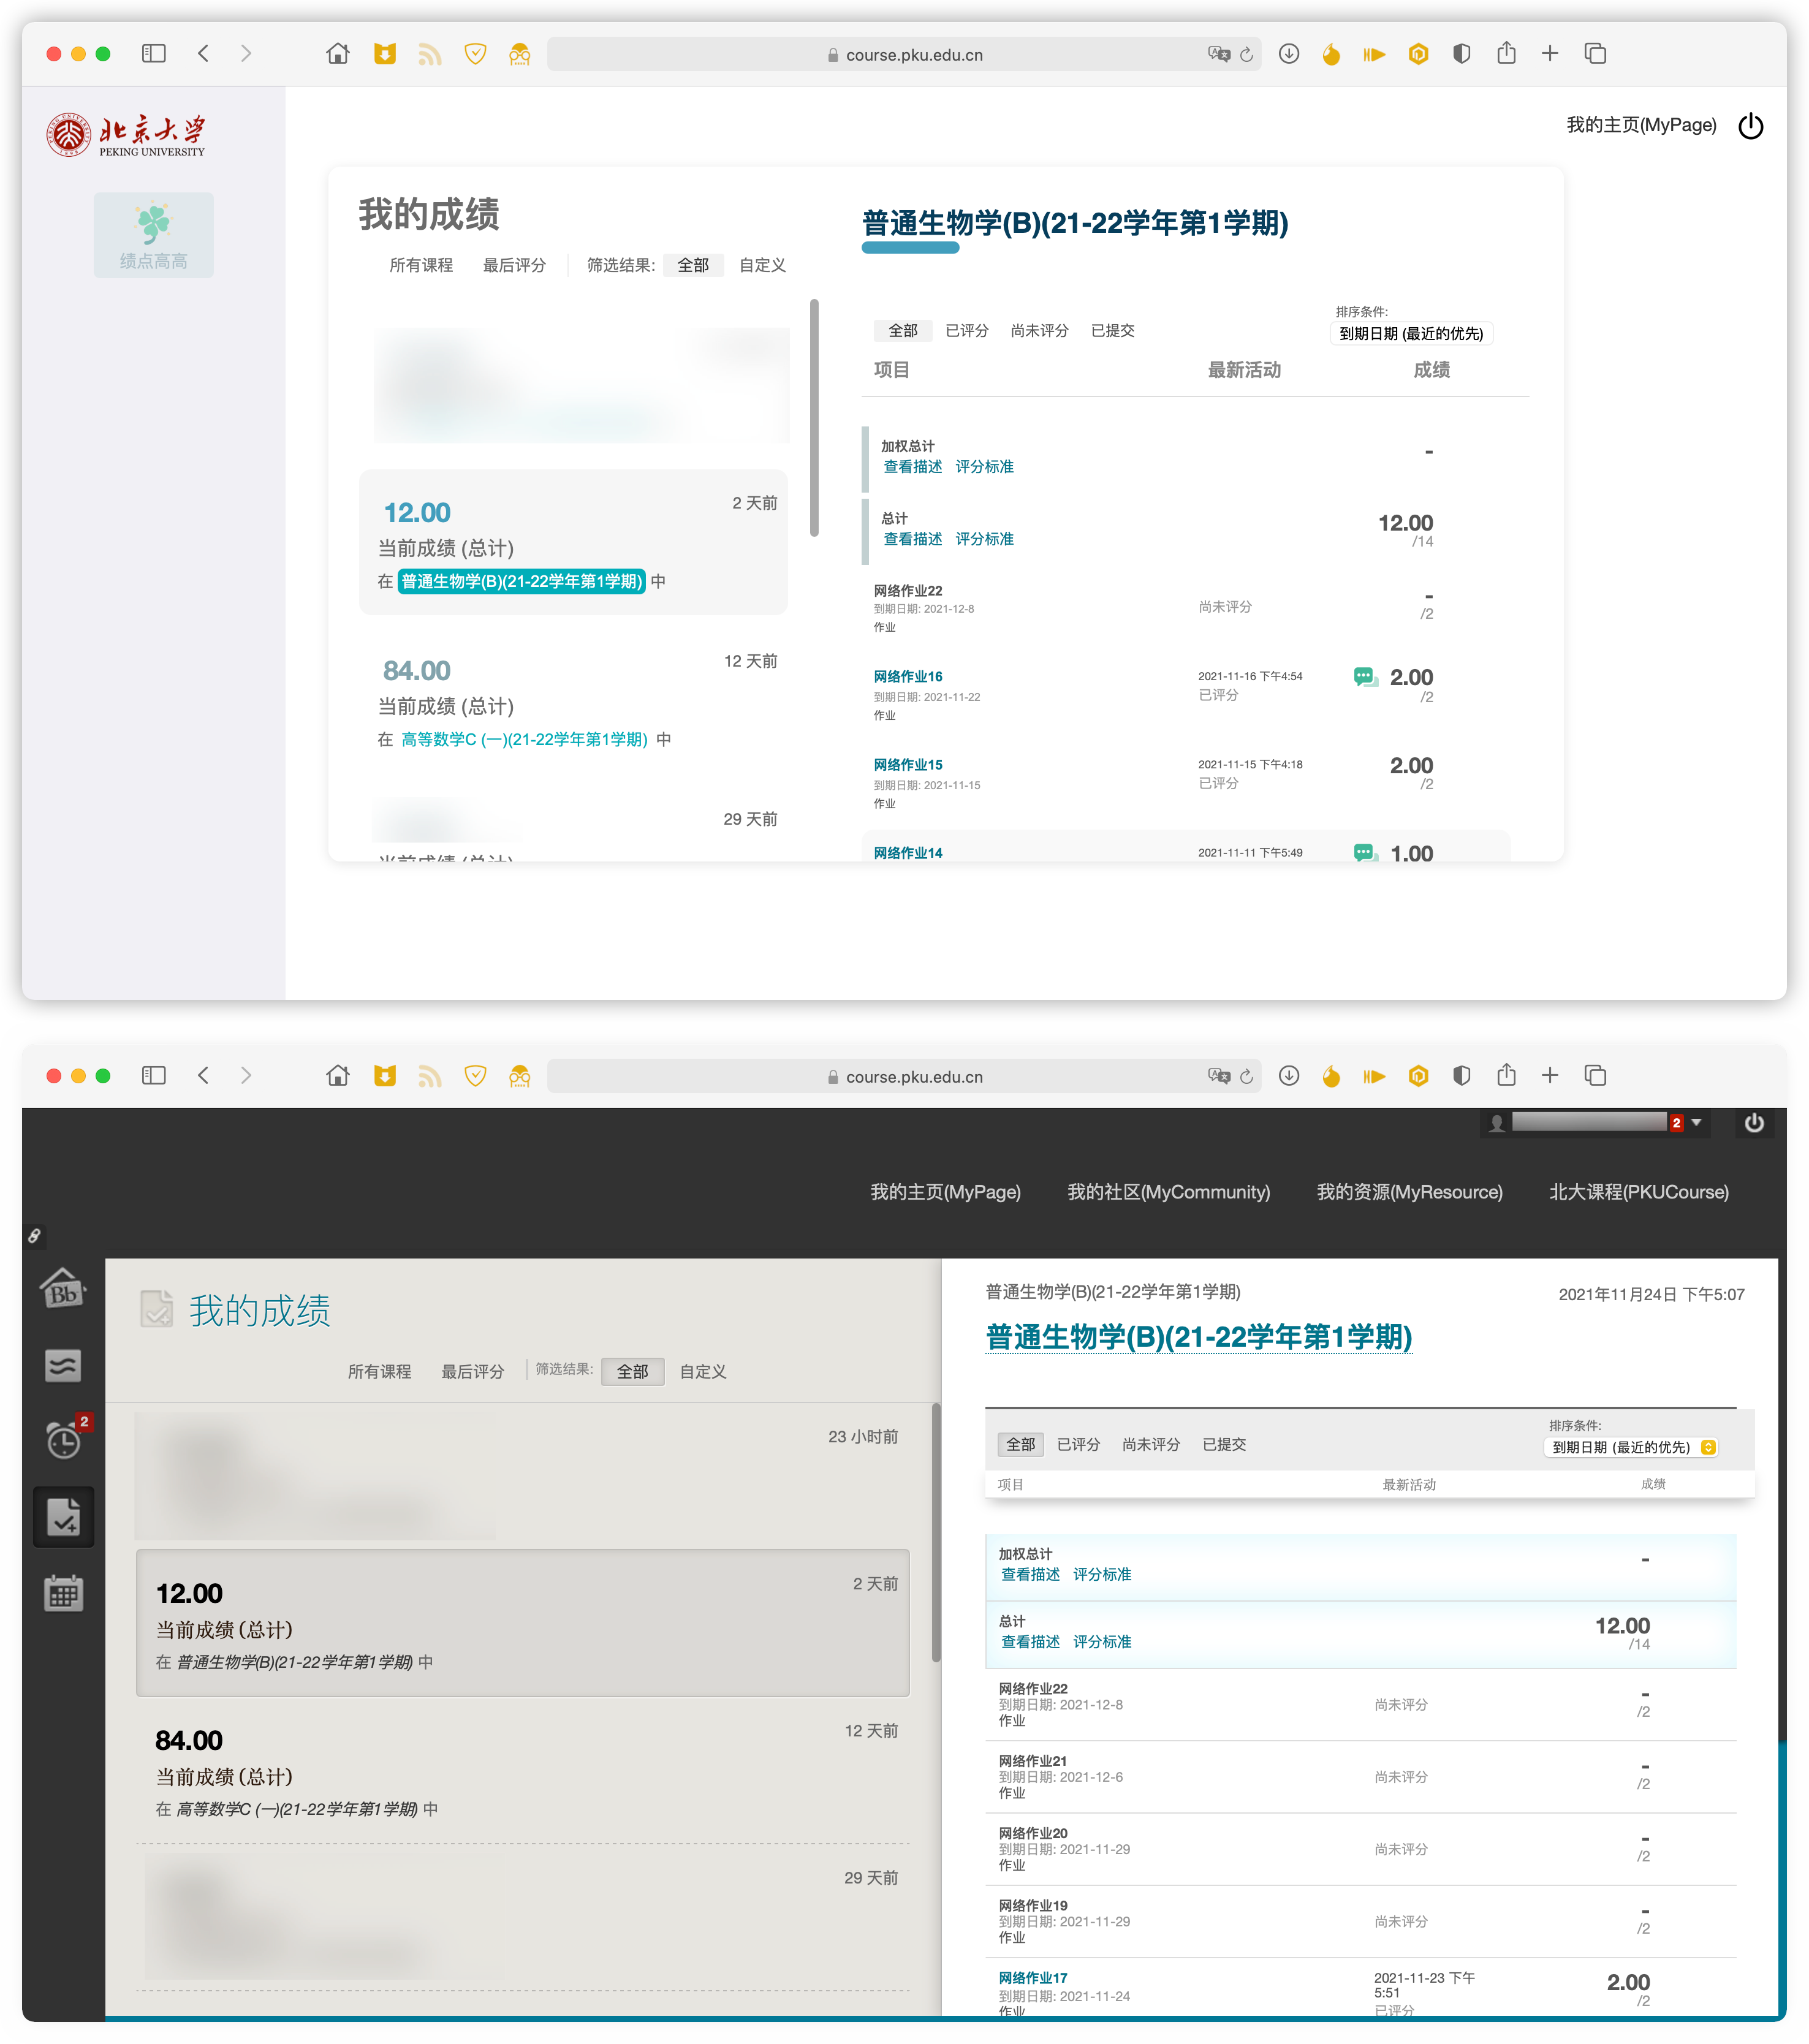 course.pku.edu.cn
北京大学
PEKING UNIVERSITY
绩点高高
我的主页(MyPage)
我的成绩
所有课程 最后评分 筛选结果: 全部 自定义
12.00
2 天前
当前成绩 (总计)
在 普通生物学(B)(21-22学年第1学期) 中
84.00
12 天前
当前成绩 (总计)
在 高等数学C (一)(21-22学年第1学期) 中
29 天前
当前成绩 (总计)
普通生物学(B)(21-22学年第1学期)
全部 已评分 尚未评分 已提交
排序条件:
到期日期 (最近的优先)
项目 最新活动 成绩
加权总计
查看描述 评分标准
-
总计
查看描述 评分标准
12.00
/14
网络作业22
到期日期: 2021-12-8
作业
尚未评分
-
/2
网络作业16
到期日期: 2021-11-22
作业
2021-11-16 下午4:54
已评分
2.00
/2
网络作业15
到期日期: 2021-11-15
作业
2021-11-15 下午4:18
已评分
2.00
/2
网络作业14
2021-11-11 下午5:49
1.00
course.pku.edu.cn
2
我的主页(MyPage) 我的社区(MyCommunity) 我的资源(MyResource) 北大课程(PKUCourse)
Bb
2
我的成绩
所有课程 最后评分 筛选结果: 全部 自定义
23 小时前
12.00
2 天前
当前成绩 (总计)
在 普通生物学(B)(21-22学年第1学期) 中
84.00
12 天前
当前成绩 (总计)
在 高等数学C (一)(21-22学年第1学期) 中
29 天前
普通生物学(B)(21-22学年第1学期)
2021年11月24日 下午5:07
普通生物学(B)(21-22学年第1学期)
全部 已评分 尚未评分 已提交
排序条件:
到期日期 (最近的优先)
项目 最新活动 成绩
加权总计
查看描述 评分标准
-
总计
查看描述 评分标准
12.00
/14
网络作业22
到期日期: 2021-12-8
作业
尚未评分
-
/2
网络作业21
到期日期: 2021-12-6
作业
尚未评分
-
/2
网络作业20
到期日期: 2021-11-29
作业
尚未评分
-
/2
网络作业19
到期日期: 2021-11-29
作业
尚未评分
-
/2
网络作业17
到期日期: 2021-11-24
作业
2021-11-23 下午
5:51
已评分
2.00
/2